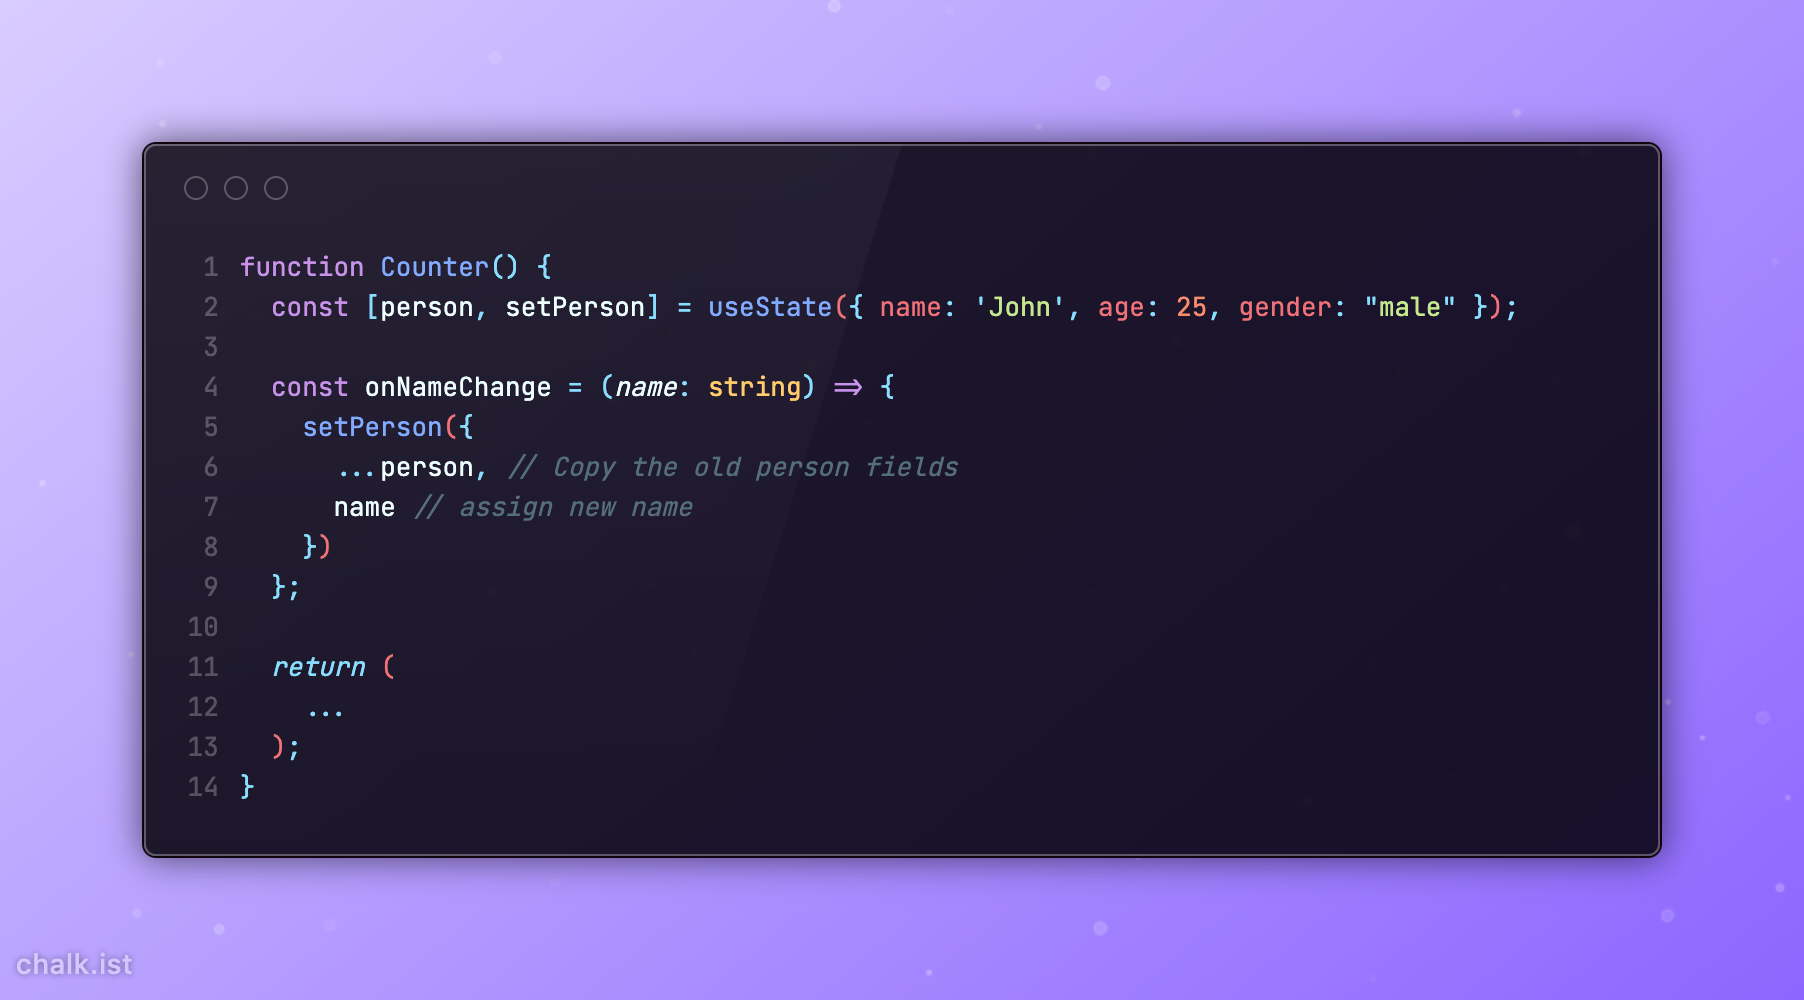 1 function Counter() {
2   const [person, setPerson] = useState({ name: 'John', age: 25, gender: "male" });
3
4   const onNameChange = (name: string) => {
5     setPerson({
6       ...person, // Copy the old person fields
7       name // assign new name
8     })
9   };
10
11   return (
12     ...
13   );
14 }
chalk.ist